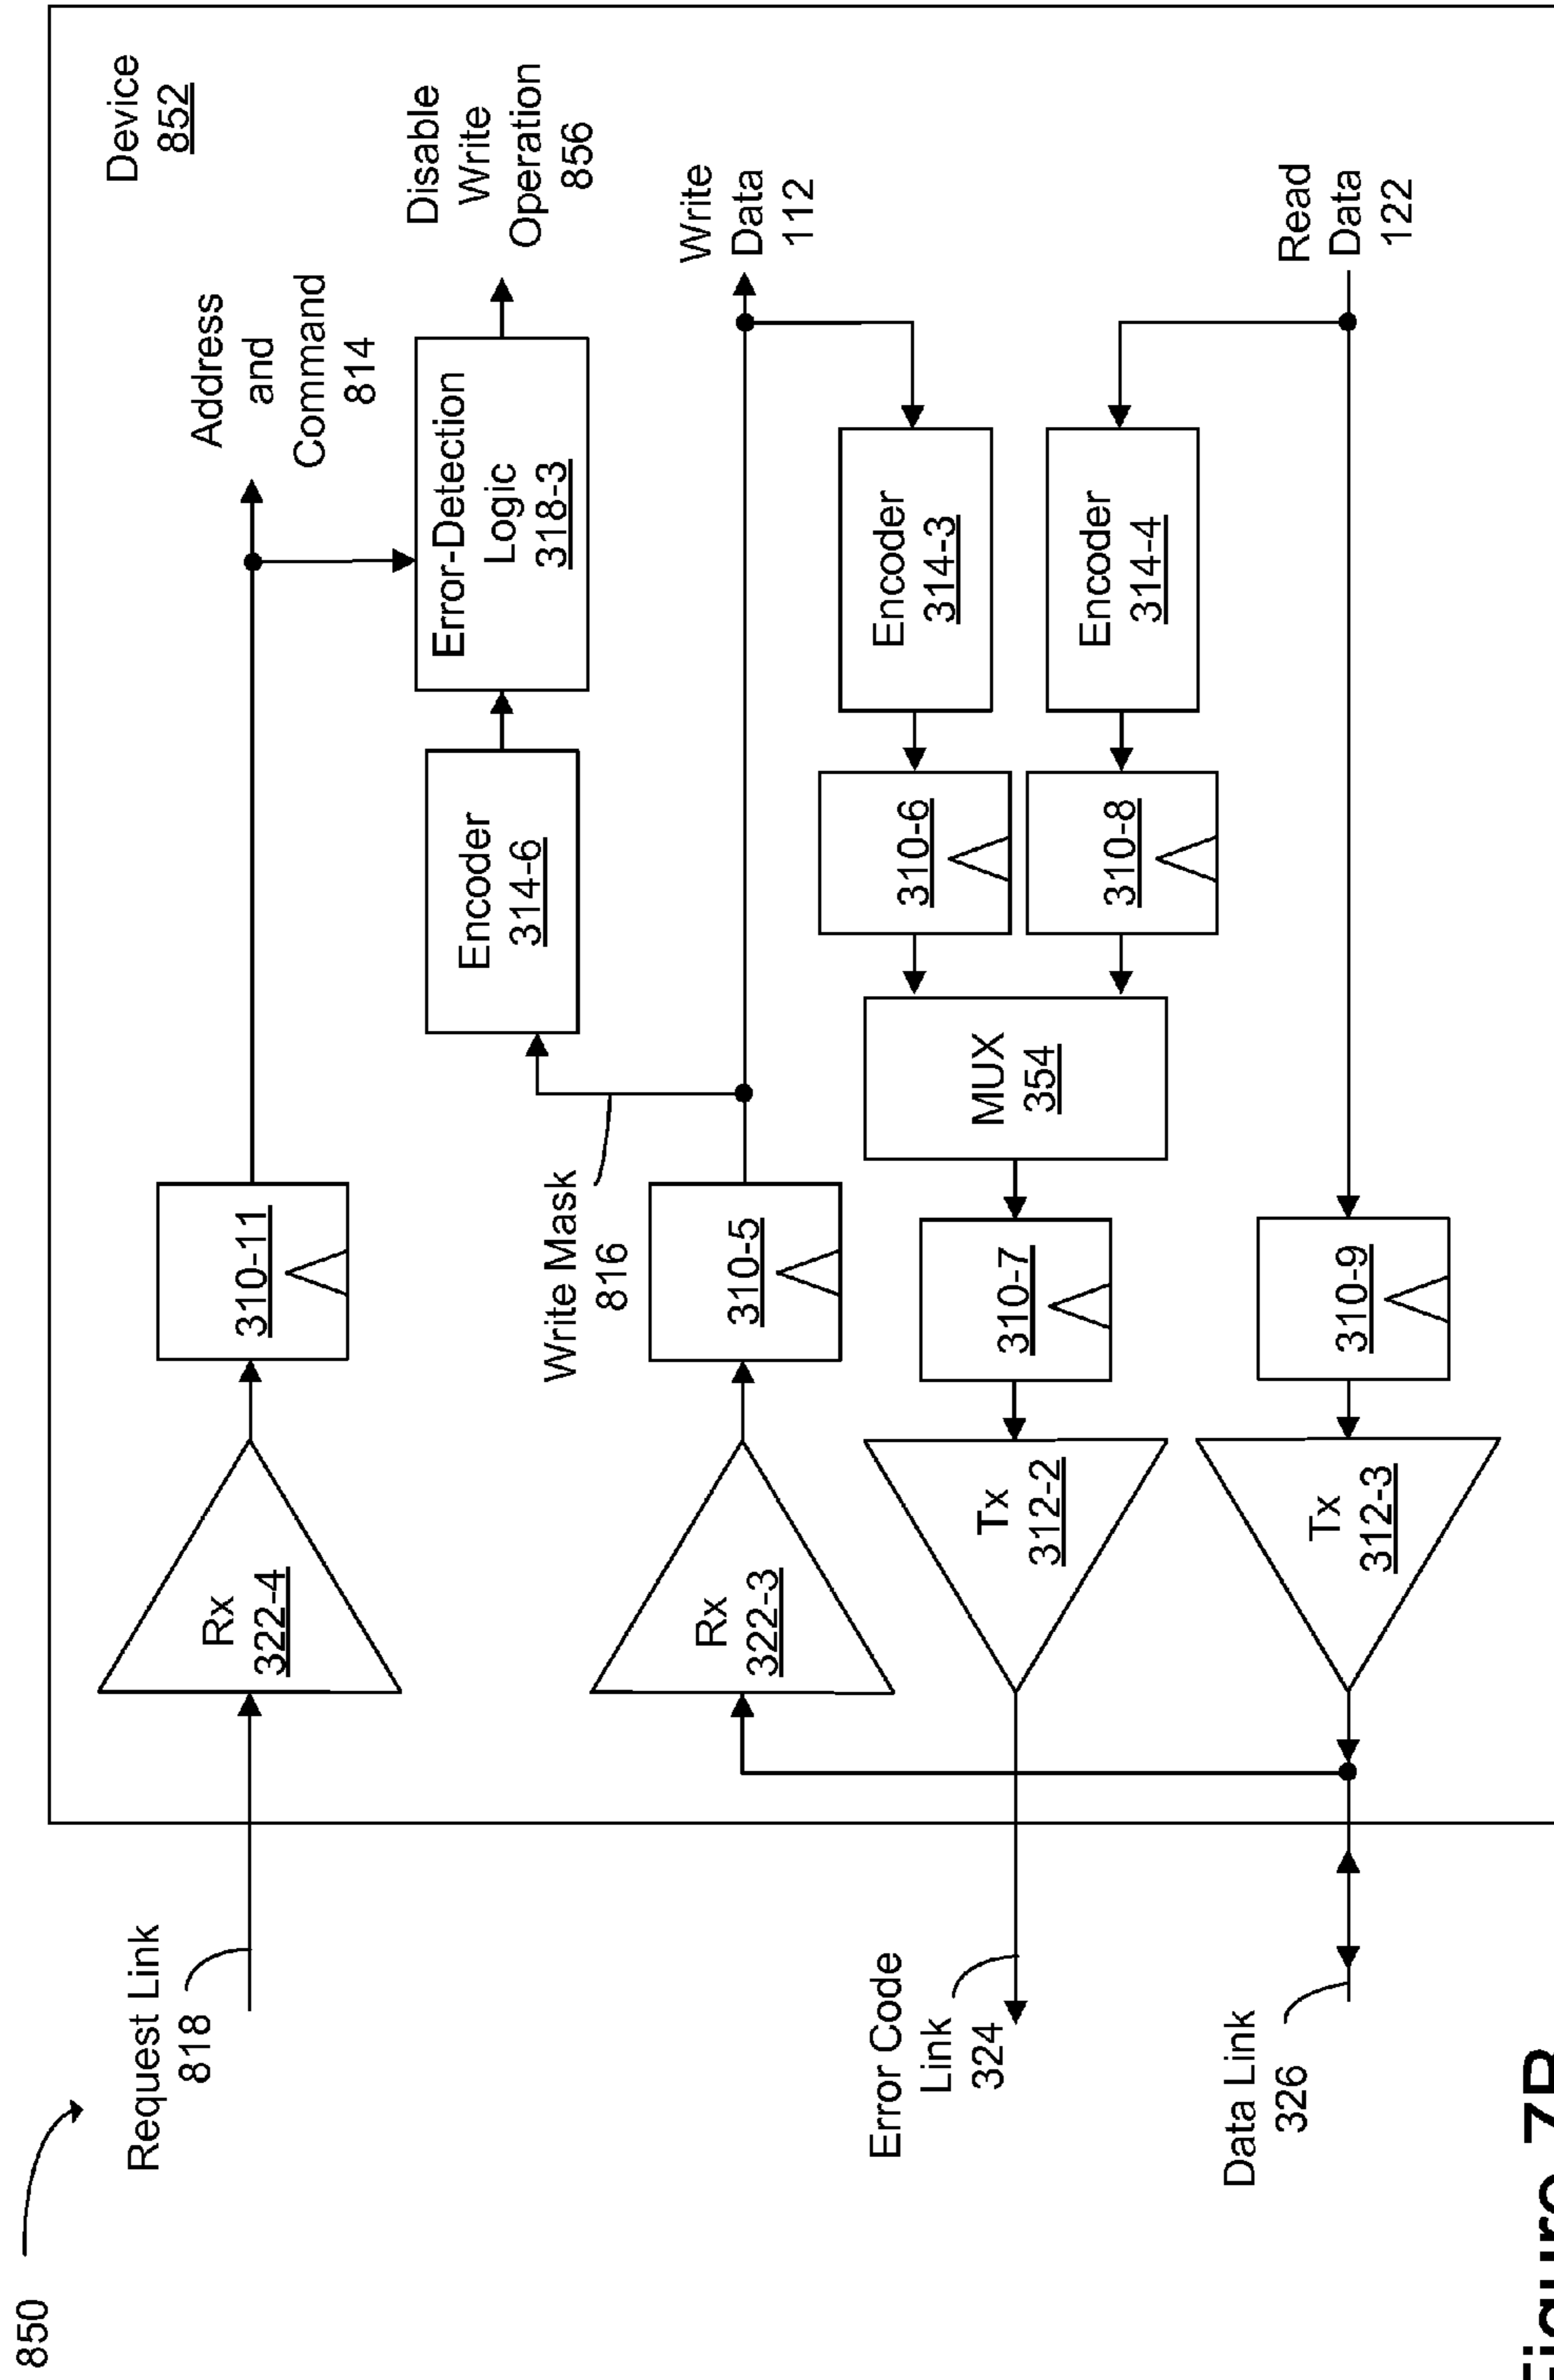 850
Device
852
Request Link
818
Rx
322-4
310-11
Address
and
Command
814
Encoder
314-6
Error-Detection
Logic
318-3
Disable
Write
Operation
856
Write Mask
816
Rx
322-3
310-5
Write
Data
112
Error Code
Link
324
Tx
312-2
310-7
MUX
354
310-6
Encoder
314-3
310-8
Encoder
314-4
Data Link
326
Tx
312-3
310-9
Read
Data
122
Figure 7B